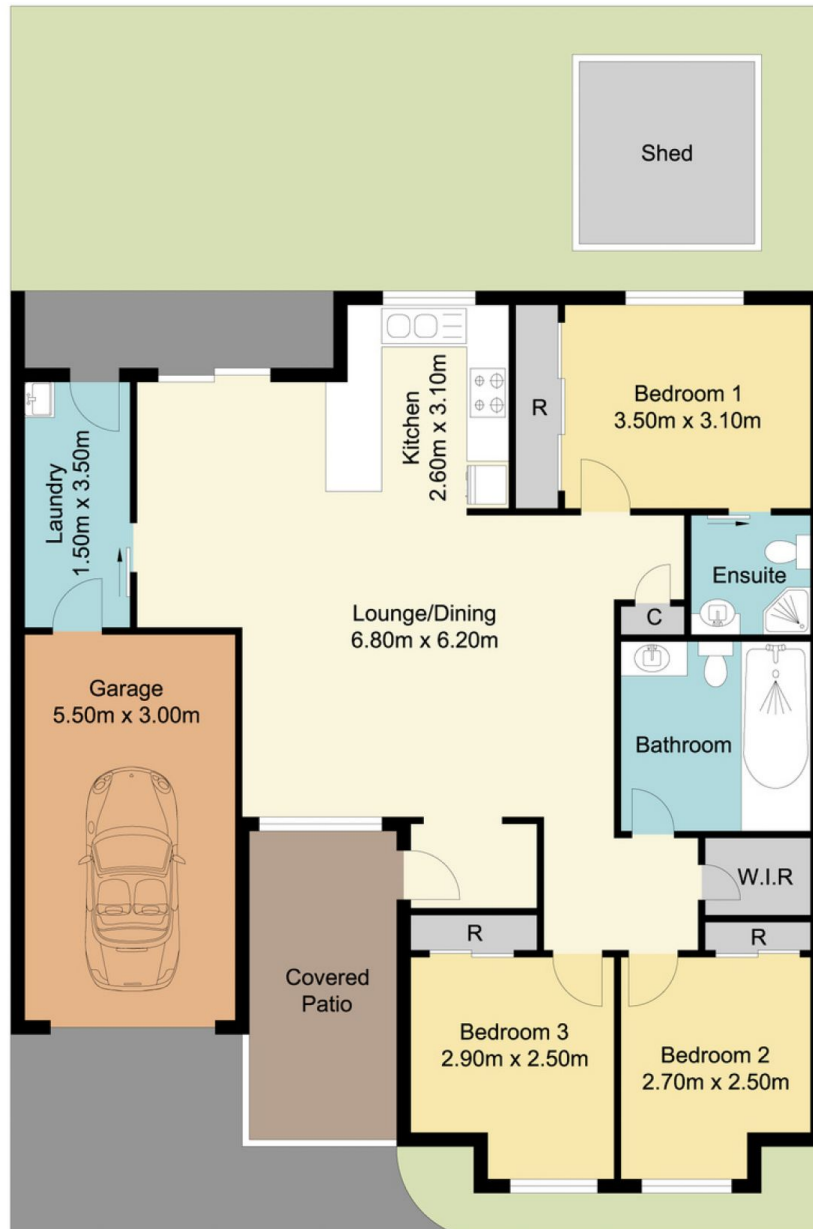 Shed
Bedroom 1
3.50m x 3.10m
R
Kitchen
2.60m x 3.10m
Laundry
1.50m x 3.50m
Ensuite
C
Lounge/Dining
6.80m x 6.20m
Garage
5.50m x 3.00m
Bathroom
W.I.R
R
R
Covered
Patio
Bedroom 3
2.90m x 2.50m
Bedroom 2
2.70m x 2.50m